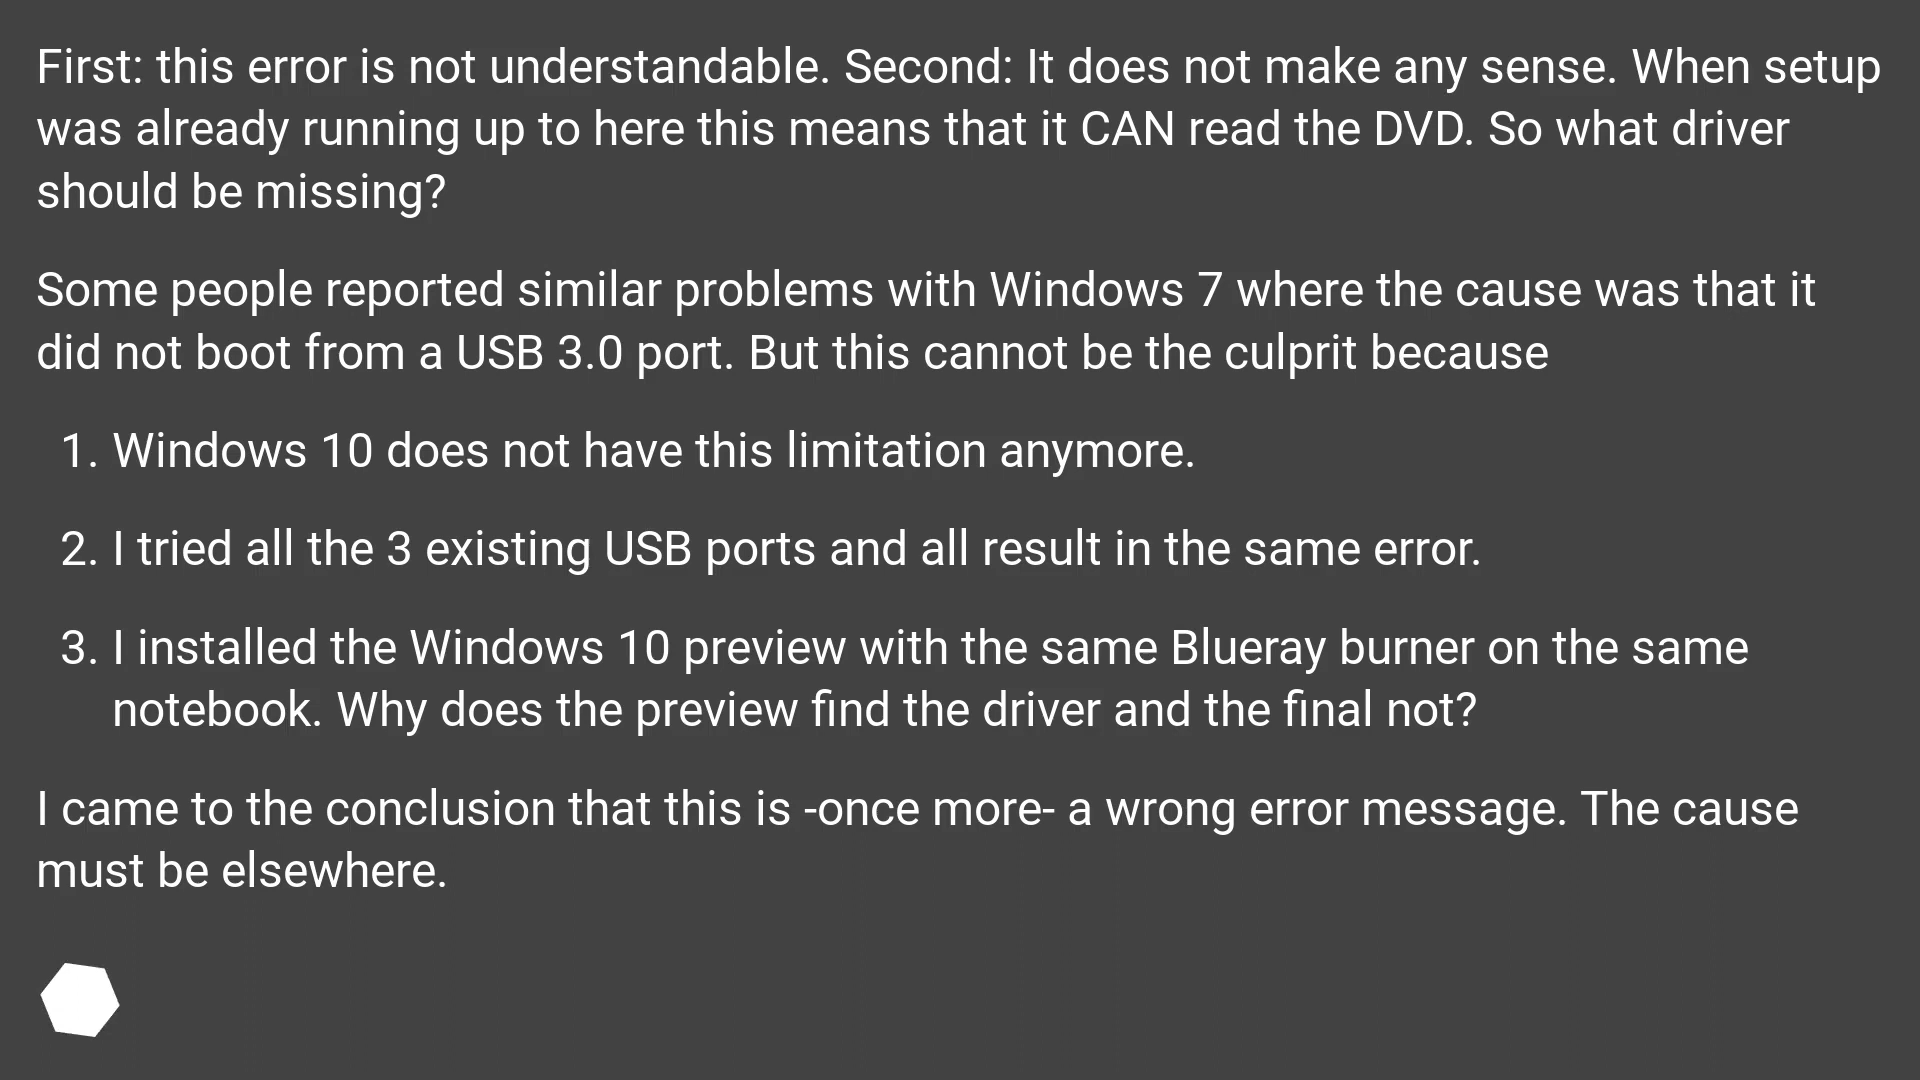 First: this error is not understandable. Second: It does not make any sense. When setup
was already running up to here this means that it CAN read the DVD. So what driver
should be missing?
Some people reported similar problems with Windows 7 where the cause was that it
did not boot from a USB 3.0 port. But this cannot be the culprit because
1. Windows 10 does not have this limitation anymore.
2. I tried all the 3 existing USB ports and all result in the same error.
3. I installed the Windows 10 preview with the same Blueray burner on the same
notebook. Why does the preview find the driver and the final not?
I came to the conclusion that this is -once more- a wrong error message. The cause
must be elsewhere.